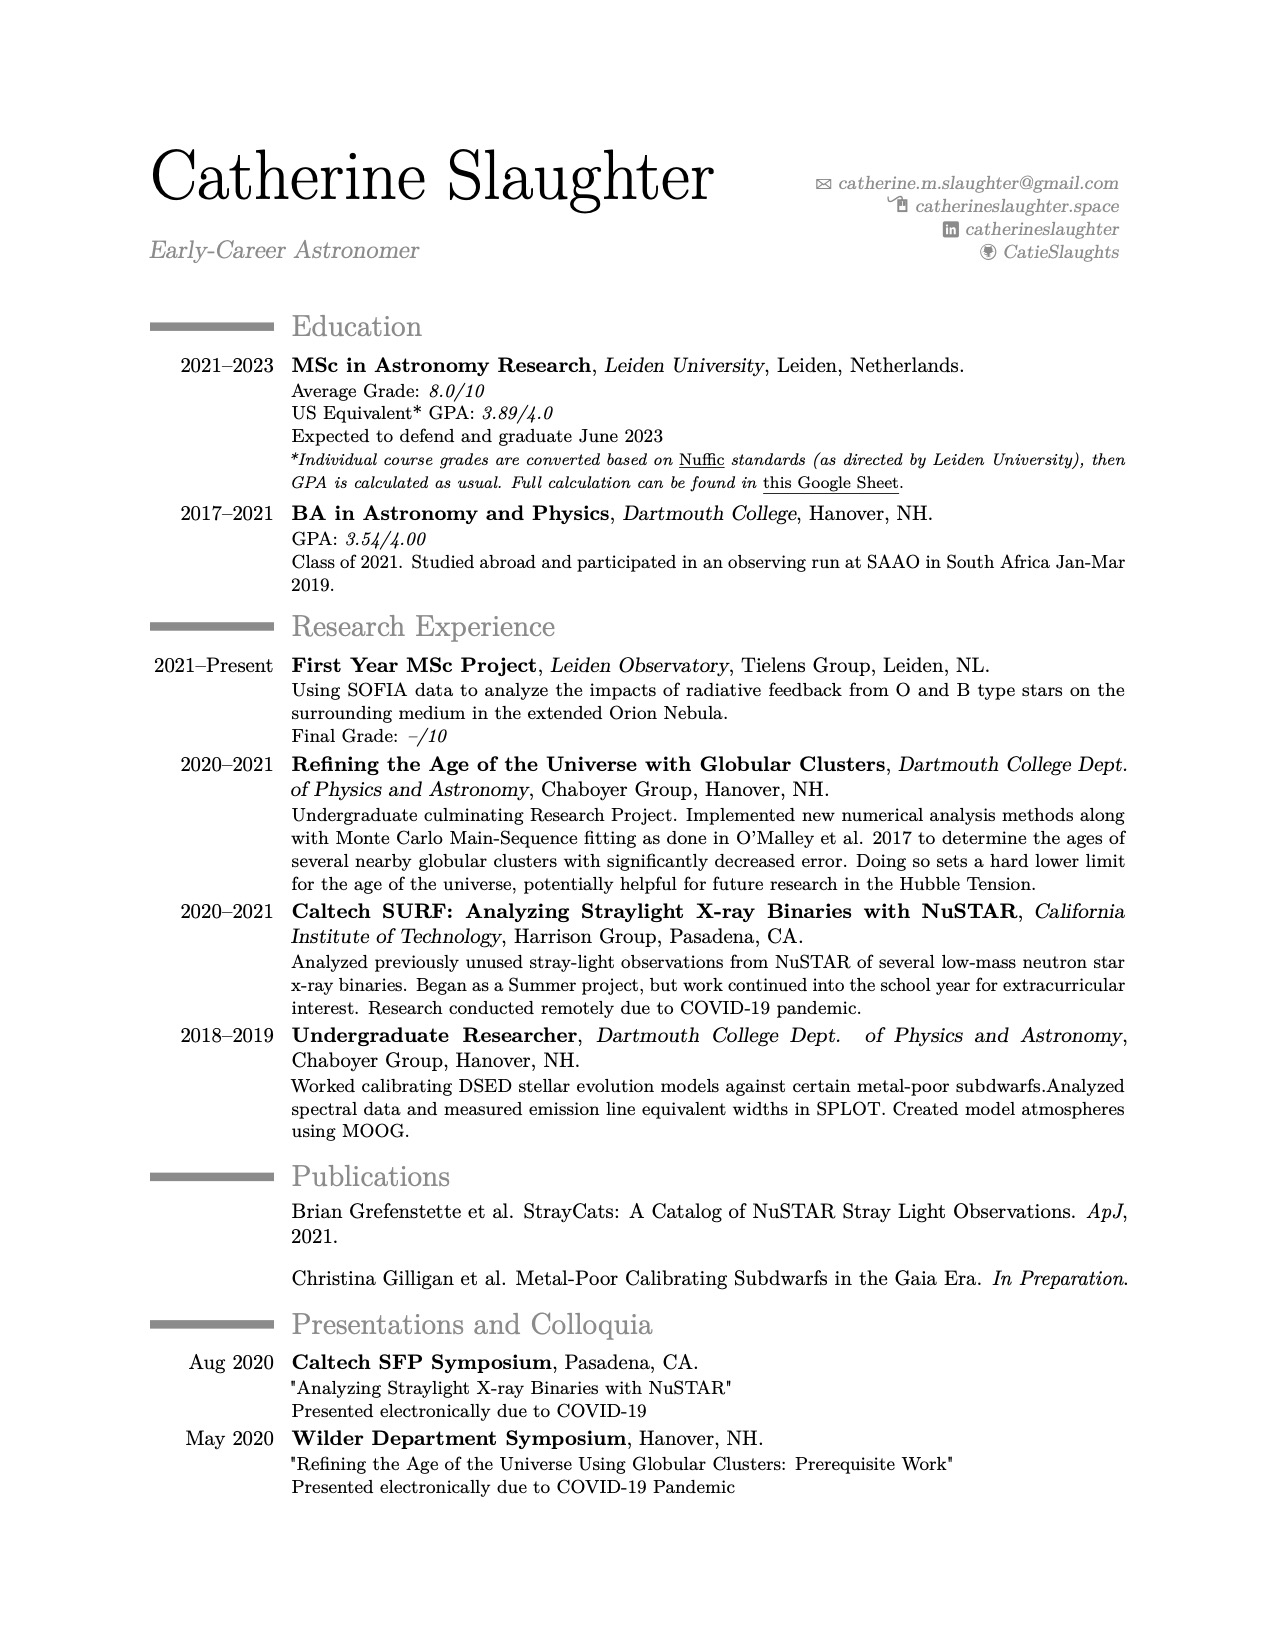 Catherine Slaughter
Early-Career Astronomer
catherine.m.slaughter@gmail.com
catherineslaughter.space
in catherineslaughter
CatieSlaughts
Education
2021–2023 MSc in Astronomy Research, Leiden University, Leiden, Netherlands.
Average Grade: 8.0/10
US Equivalent* GPA: 3.89/4.0
Expected to defend and graduate June 2023
*Individual course grades are converted based on Nuffic standards (as directed by Leiden University), then
GPA is calculated as usual. Full calculation can be found in this Google Sheet.
2017–2021 BA in Astronomy and Physics, Dartmouth College, Hanover, NH.
GPA: 3.54/4.00
Class of 2021. Studied abroad and participated in an observing run at SAAO in South Africa Jan-Mar
2019.
Research Experience
2021–Present First Year MSc Project, Leiden Observatory, Tielens Group, Leiden, NL.
Using SOFIA data to analyze the impacts of radiative feedback from O and B type stars on the
surrounding medium in the extended Orion Nebula.
Final Grade: –/10
2020–2021 Refining the Age of the Universe with Globular Clusters, Dartmouth College Dept.
of Physics and Astronomy, Chaboyer Group, Hanover, NH.
Undergraduate culminating Research Project. Implemented new numerical analysis methods along
with Monte Carlo Main-Sequence fitting as done in O'Malley et al. 2017 to determine the ages of
several nearby globular clusters with significantly decreased error. Doing so sets a hard lower limit
for the age of the universe, potentially helpful for future research in the Hubble Tension.
2020–2021 Caltech SURF: Analyzing Straylight X-ray Binaries with NuSTAR, California
Institute of Technology, Harrison Group, Pasadena, CA.
Analyzed previously unused stray-light observations from NuSTAR of several low-mass neutron star
x-ray binaries. Began as a Summer project, but work continued into the school year for extracurricular
interest. Research conducted remotely due to COVID-19 pandemic.
2018–2019 Undergraduate Researcher, Dartmouth College Dept. of Physics and Astronomy,
Chaboyer Group, Hanover, NH.
Worked calibrating DSED stellar evolution models against certain metal-poor subdwarfs.Analyzed
spectral data and measured emission line equivalent widths in SPLOT. Created model atmospheres
using MOOG.
Publications
Brian Grefenstette et al. StrayCats: A Catalog of NuSTAR Stray Light Observations. ApJ,
2021.
Christina Gilligan et al. Metal-Poor Calibrating Subdwarfs in the Gaia Era. In Preparation.
Presentations and Colloquia
Aug 2020 Caltech SFP Symposium, Pasadena, CA.
"Analyzing Straylight X-ray Binaries with NuSTAR"
Presented electronically due to COVID-19
May 2020 Wilder Department Symposium, Hanover, NH.
"Refining the Age of the Universe Using Globular Clusters: Prerequisite Work"
Presented electronically due to COVID-19 Pandemic